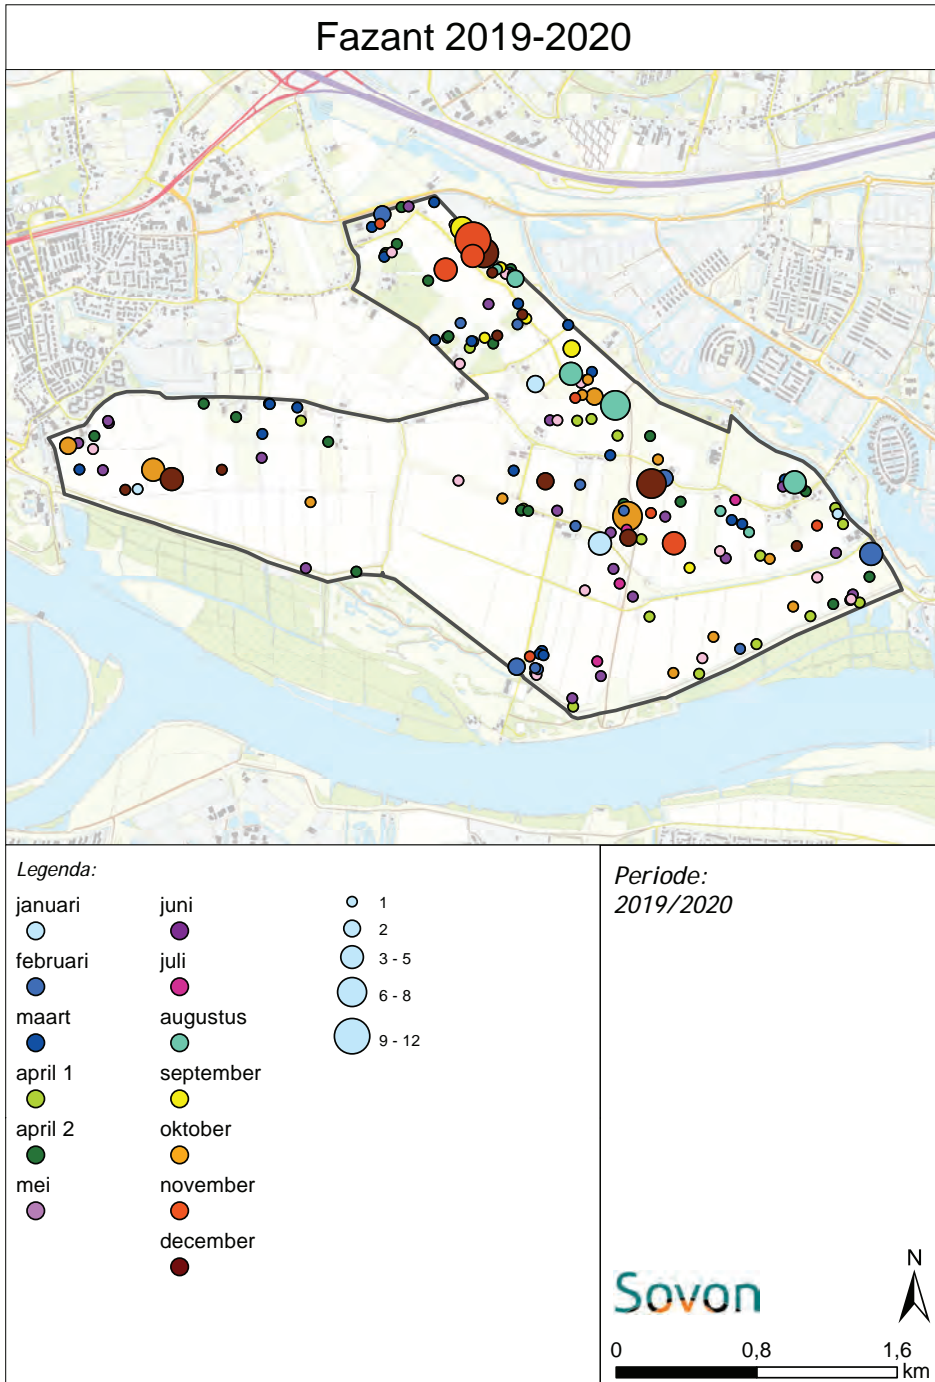 Fazant 2019-2020
Legenda:
januari
februari
maart
april 1
april 2
mei
juni
juli
augustus
september
oktober
november
december
1
2
3 - 5
6 - 8
9 - 12
Periode:
2019/2020
Sovon
N
0 0,8 1,6
km